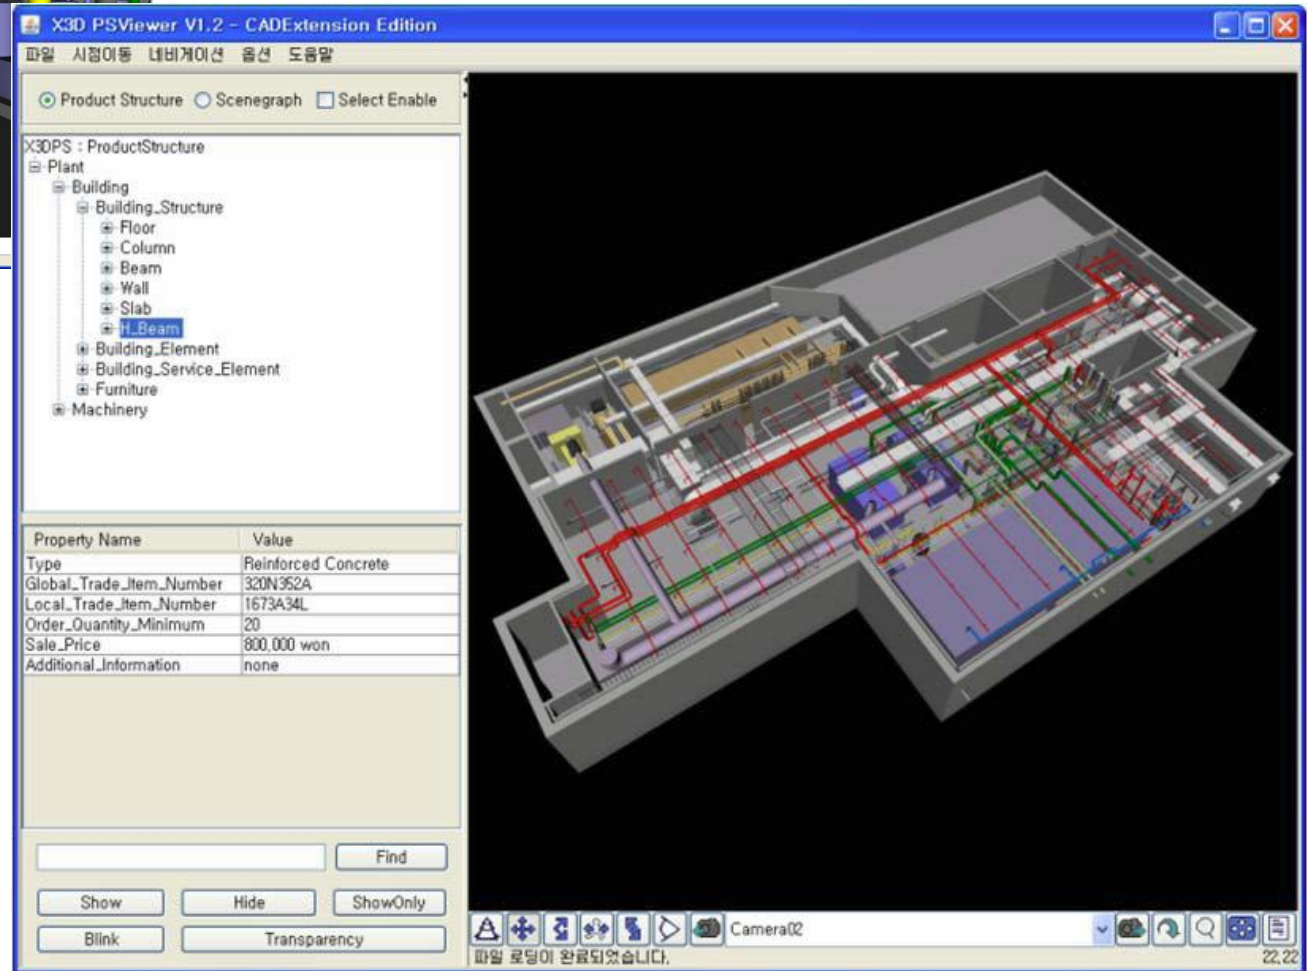 X3D PSViewer V1.2 - CADExtension Edition
파일 시점이동 네비게이션 옵션 도움말
Product Structure Scenegraph Select Enable
X3DPS : ProductStructure
Plant
Building
Building_Structure
Floor
Column
Beam
Wall
Slab
H_Beam
Building_Element
Building_Service_Element
Furniture
Machinery
Property Name Value
Type Reinforced Concrete
Global_Trade_Item_Number 320N352A
Local_Trade_Item_Number 1673A34L
Order_Quantity_Minimum 20
Sale_Price 800,000 won
Additional_Information none
Find
Show Hide ShowOnly
Blink Transparency
Camera02
파일 로딩이 완료되었습니다. 22,22